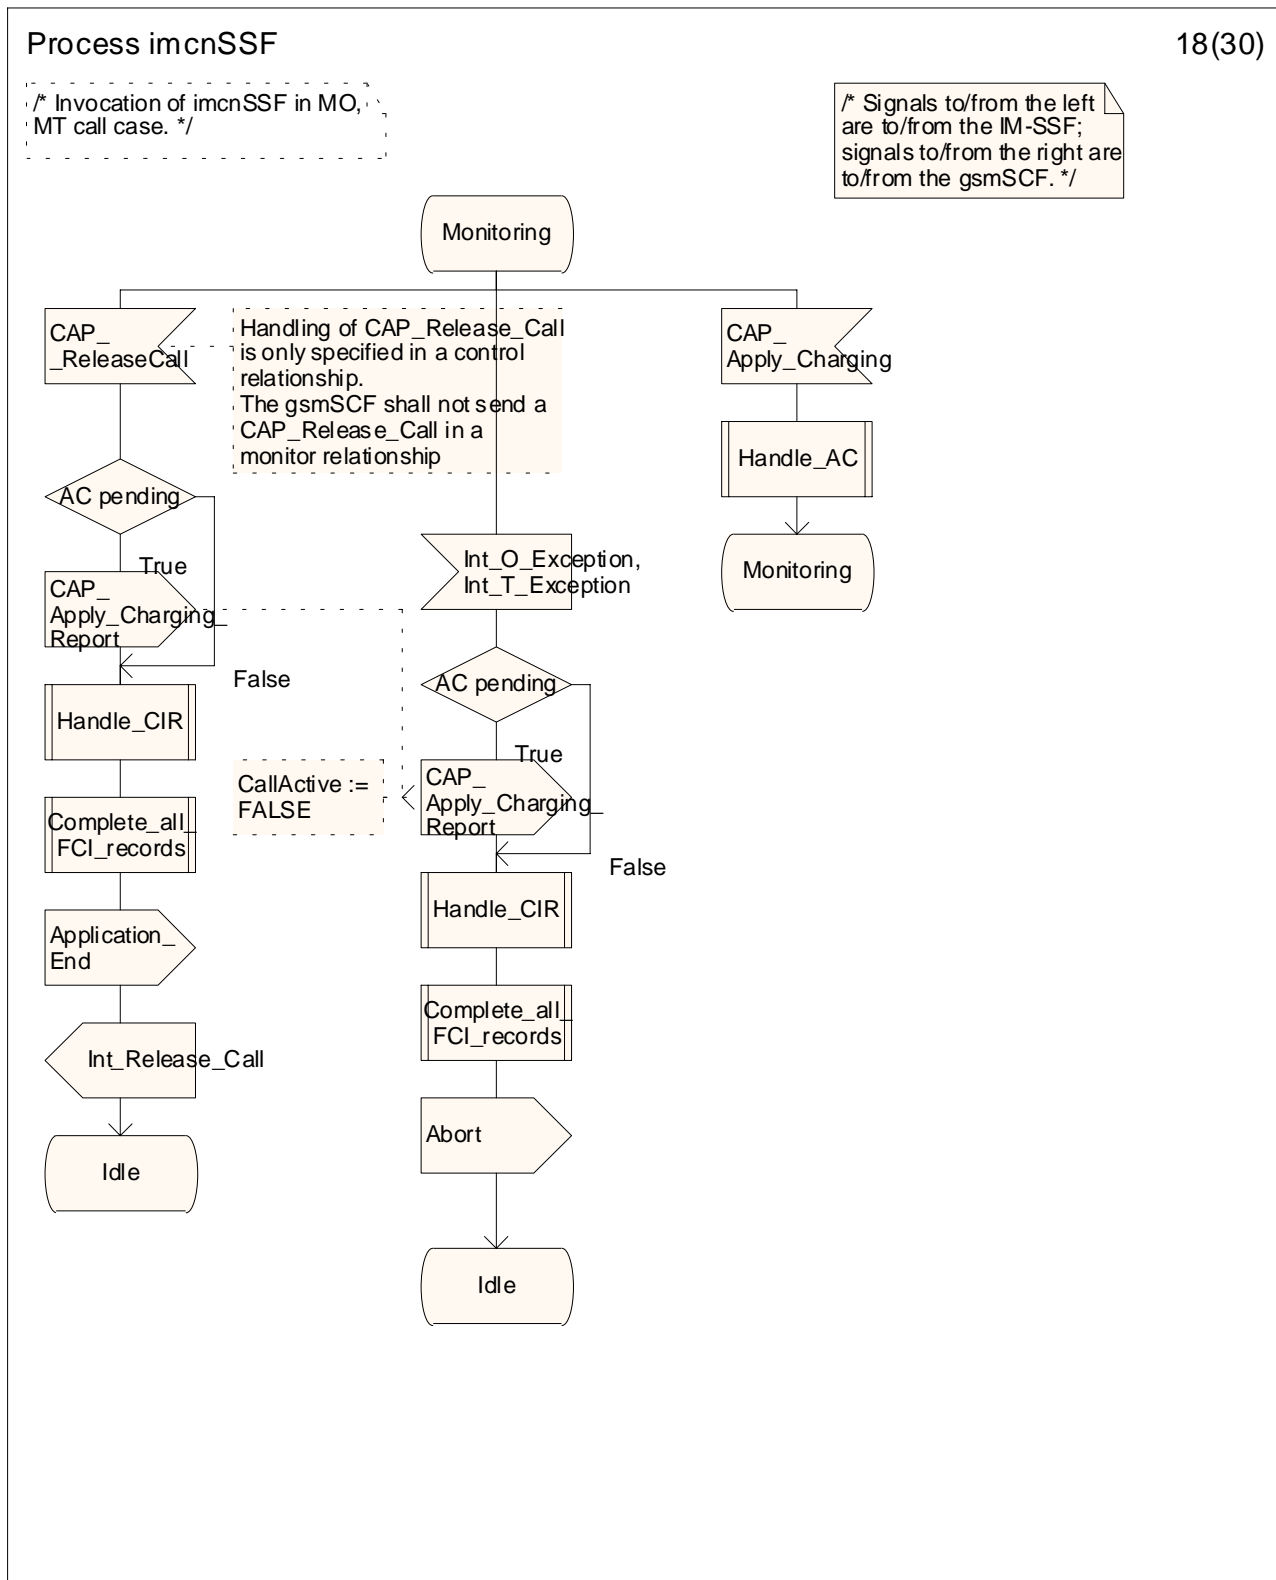 Process imcnSSF
18(30)
/* Invocation of imcnSSF in MO,
MT call case. */
/* Signals to/from the left
are to/from the IM-SSF;
signals to/from the right are
to/from the gsmSCF. */
Monitoring
CAP_
_ReleaseCall
Handling of CAP_Release_Call
is only specified in a control
relationship.
The gsmSCF shall not send a
CAP_Release_Call in a
monitor relationship
CAP_
Apply_Charging
Handle_AC
Monitoring
AC pending
True
CAP_
Apply_Charging_
Report
False
Handle_CIR
Complete_all_
FCI_records
Application_
End
Int_Release_Call
Idle
Int_O_Exception,
Int_T_Exception
AC pending
True
CallActive :=
FALSE
CAP_
Apply_Charging_
Report
False
Handle_CIR
Complete_all_
FCI_records
Abort
Idle